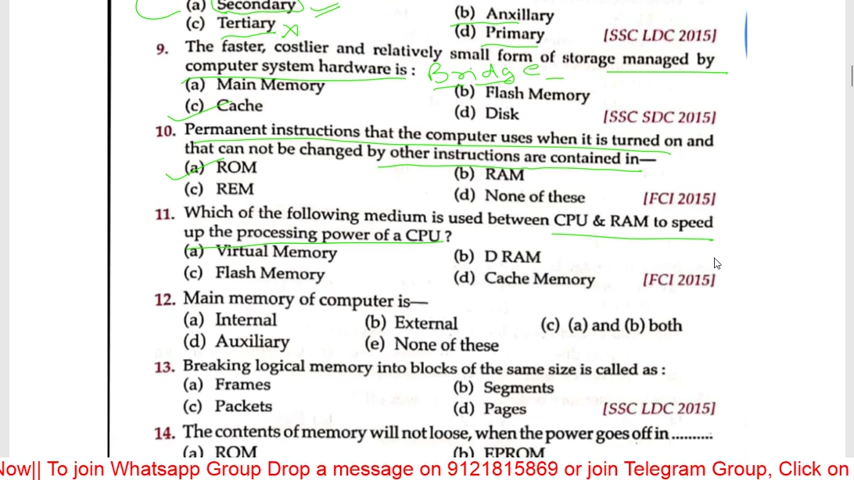 (a) Secondary (b) Anxillary
(c) Tertiary (d) Primary [SSC LDC 2015]
9. The faster, costlier and relatively small form of storage managed by
computer system hardware is : Bridge
(a) Main Memory (b) Flash Memory
(c) Cache (d) Disk [SSC SDC 2015]
10. Permanent instructions that the computer uses when it is turned on and
that can not be changed by other instructions are contained in—
(a) ROM (b) RAM
(c) REM (d) None of these [FCI 2015]
11. Which of the following medium is used between CPU & RAM to speed
up the processing power of a CPU ?
(a) Virtual Memory (b) D RAM
(c) Flash Memory (d) Cache Memory [FCI 2015]
12. Main memory of computer is—
(a) Internal (b) External (c) (a) and (b) both
(d) Auxiliary (e) None of these
13. Breaking logical memory into blocks of the same size is called as :
(a) Frames (b) Segments
(c) Packets (d) Pages [SSC LDC 2015]
14. The contents of memory will not loose, when the power goes off in..........
(a) ROM (b) EPROM
Now|| To join Whatsapp Group Drop a message on 9121815869 or join Telegram Group, Click on